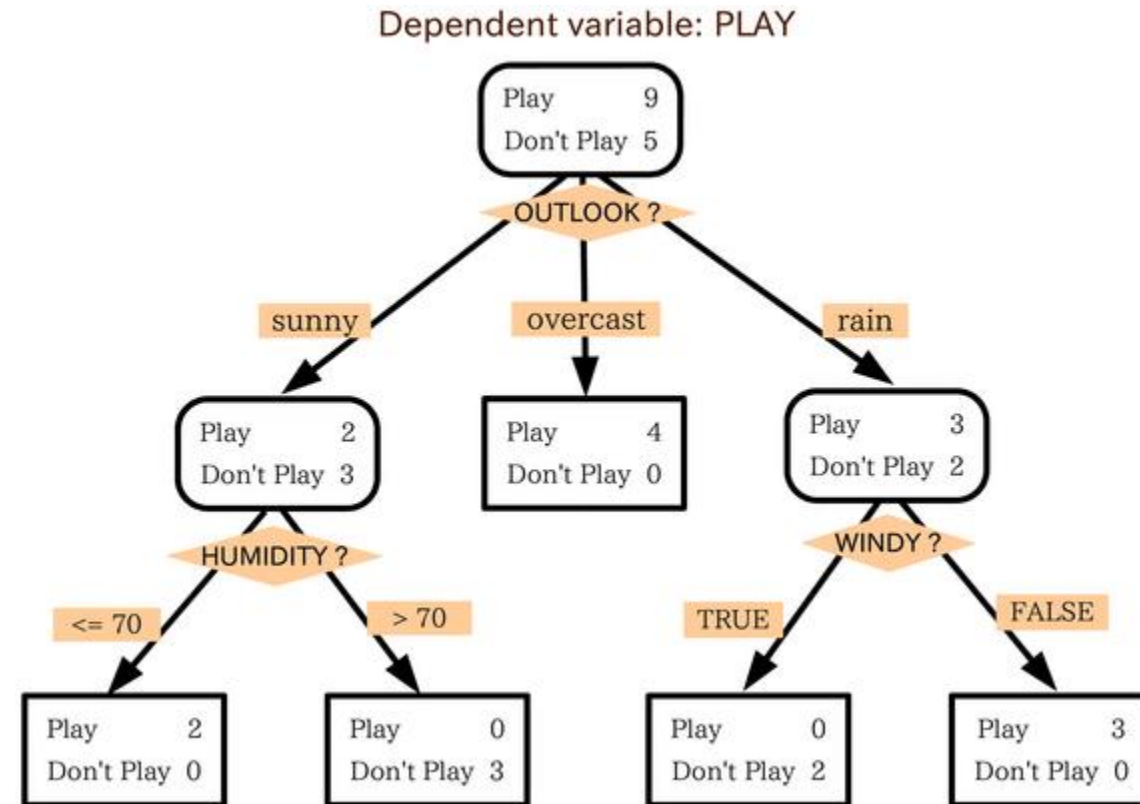 Dependent variable: PLAY
Play 9
Don't Play 5
OUTLOOK ?
sunny
overcast
rain
Play 2
Don't Play 3
Play 4
Don't Play 0
Play 3
Don't Play 2
HUMIDITY ?
WINDY ?
<= 70
> 70
TRUE
FALSE
Play 2
Don't Play 0
Play 0
Don't Play 3
Play 0
Don't Play 2
Play 3
Don't Play 0